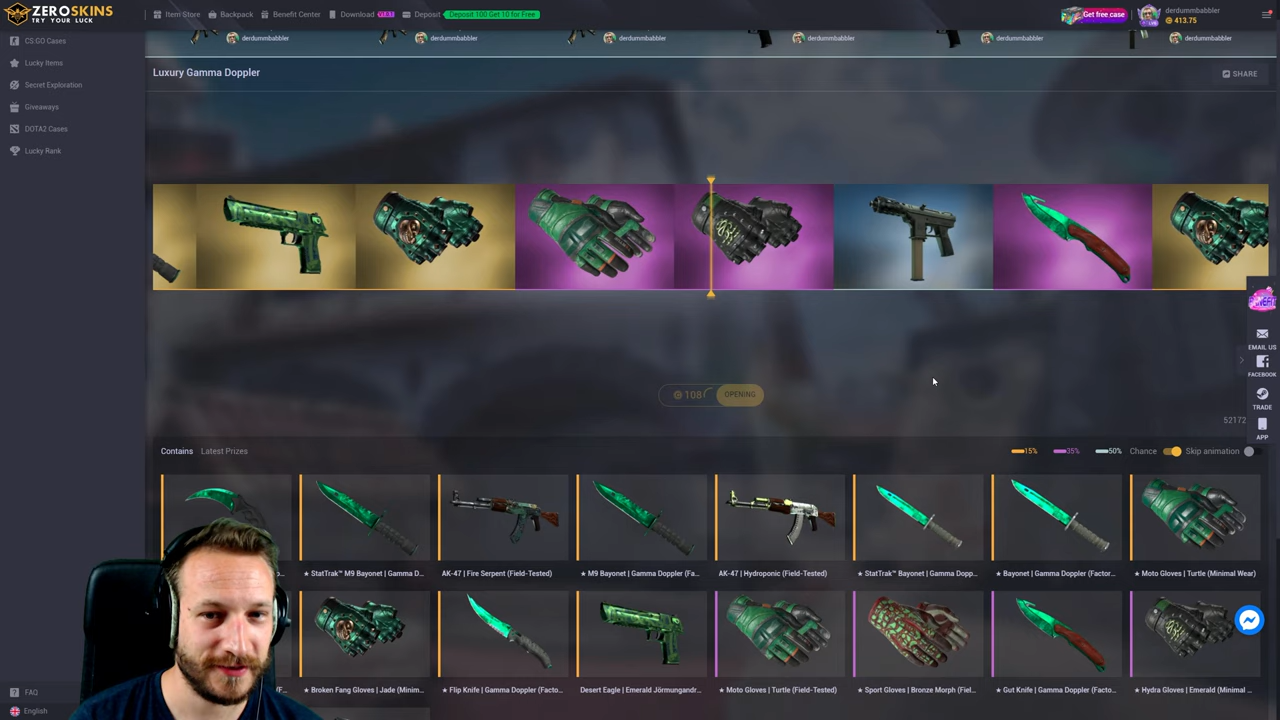 ZEROSKINS
TRY YOUR LUCK
Item Store
Backpack
Benefit Center
Download
Deposit
Deposit 100 Get 10 for Free
Get free case
derdummbabbler
413.75
CS:GO Cases
Lucky Items
Secret Exploration
Giveaways
DOTA2 Cases
Lucky Rank
derdummbabbler
derdummbabbler
derdummbabbler
derdummbabbler
derdummbabbler
derdummbabbler
Luxury Gamma Doppler
SHARE
EMAIL US
FACEBOOK
TRADE
APP
108
OPENING
52172
Contains
Latest Prizes
15%
35%
50%
Chance
Skip animation
★ StatTrak™ M9 Bayonet | Gamma D...
AK-47 | Fire Serpent (Field-Tested)
★ M9 Bayonet | Gamma Doppler (Fa...
AK-47 | Hydroponic (Field-Tested)
★ StatTrak™ Bayonet | Gamma Dopp...
★ Bayonet | Gamma Doppler (Factor...
★ Moto Gloves | Turtle (Minimal Wear)
★ Broken Fang Gloves | Jade (Minim...
★ Flip Knife | Gamma Doppler (Facto...
Desert Eagle | Emerald Jörmungandr...
★ Moto Gloves | Turtle (Field-Tested)
★ Sport Gloves | Bronze Morph (Fiel...
★ Gut Knife | Gamma Doppler (Facto...
★ Hydra Gloves | Emerald (Minimal ...
FAQ
English